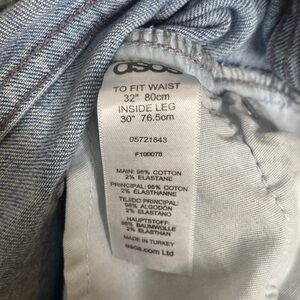 asos
TO FIT WAIST
32" 80cm
INSIDE LEG
30" 76.5cm
05721643
F100078
MAIN: 98% COTTON
2% ELASTANE
PRINCIPAL: 98% COTON
2% ÉLASTHANNE
TEJIDO PRINCIPAL:
98% ALGODÓN
2% ELASTANO
HAUPTSTOFF:
98% BAUMWOLLE
2% ELASTHAN
MADE IN TURKEY
asos.com Ltd